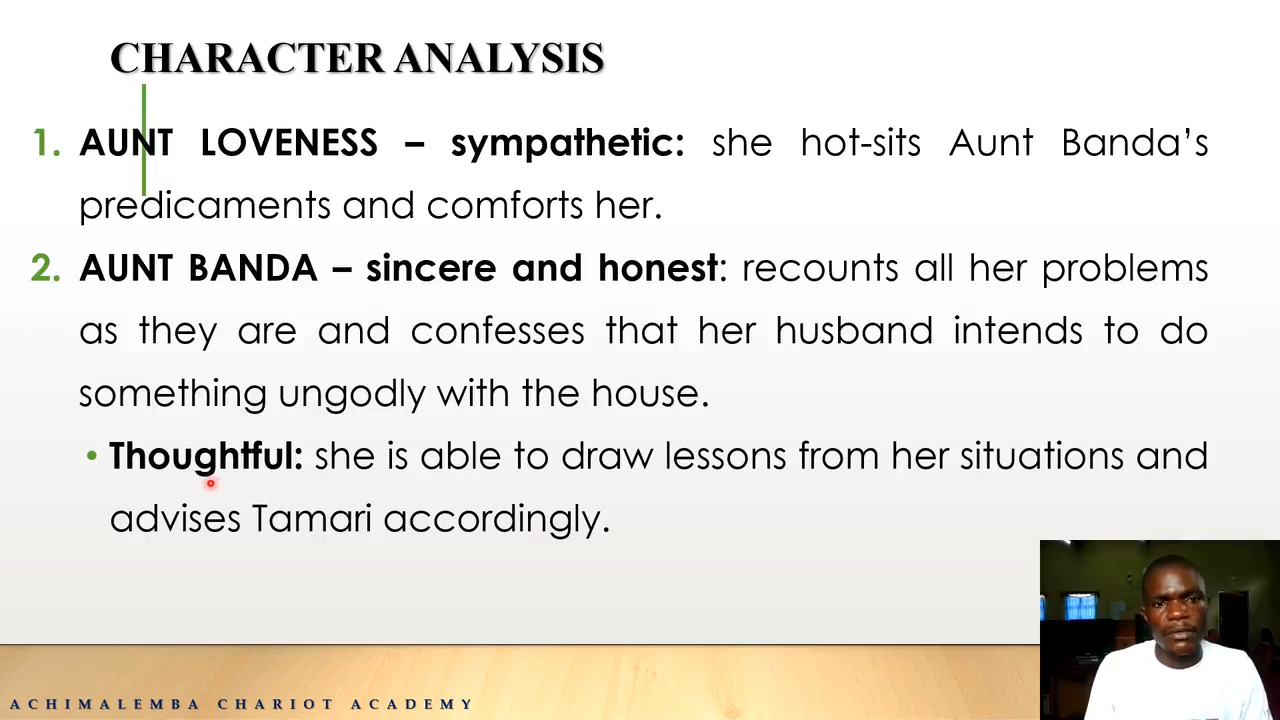 CHARACTER ANALYSIS
1. AUNT LOVENESS – sympathetic: she hot-sits Aunt Banda’s
predicaments and comforts her.
2. AUNT BANDA – sincere and honest: recounts all her problems
as they are and confesses that her husband intends to do
something ungodly with the house.
• Thoughtful: she is able to draw lessons from her situations and
advises Tamari accordingly.
ACHIMALEMBA CHARIOT ACADEMY